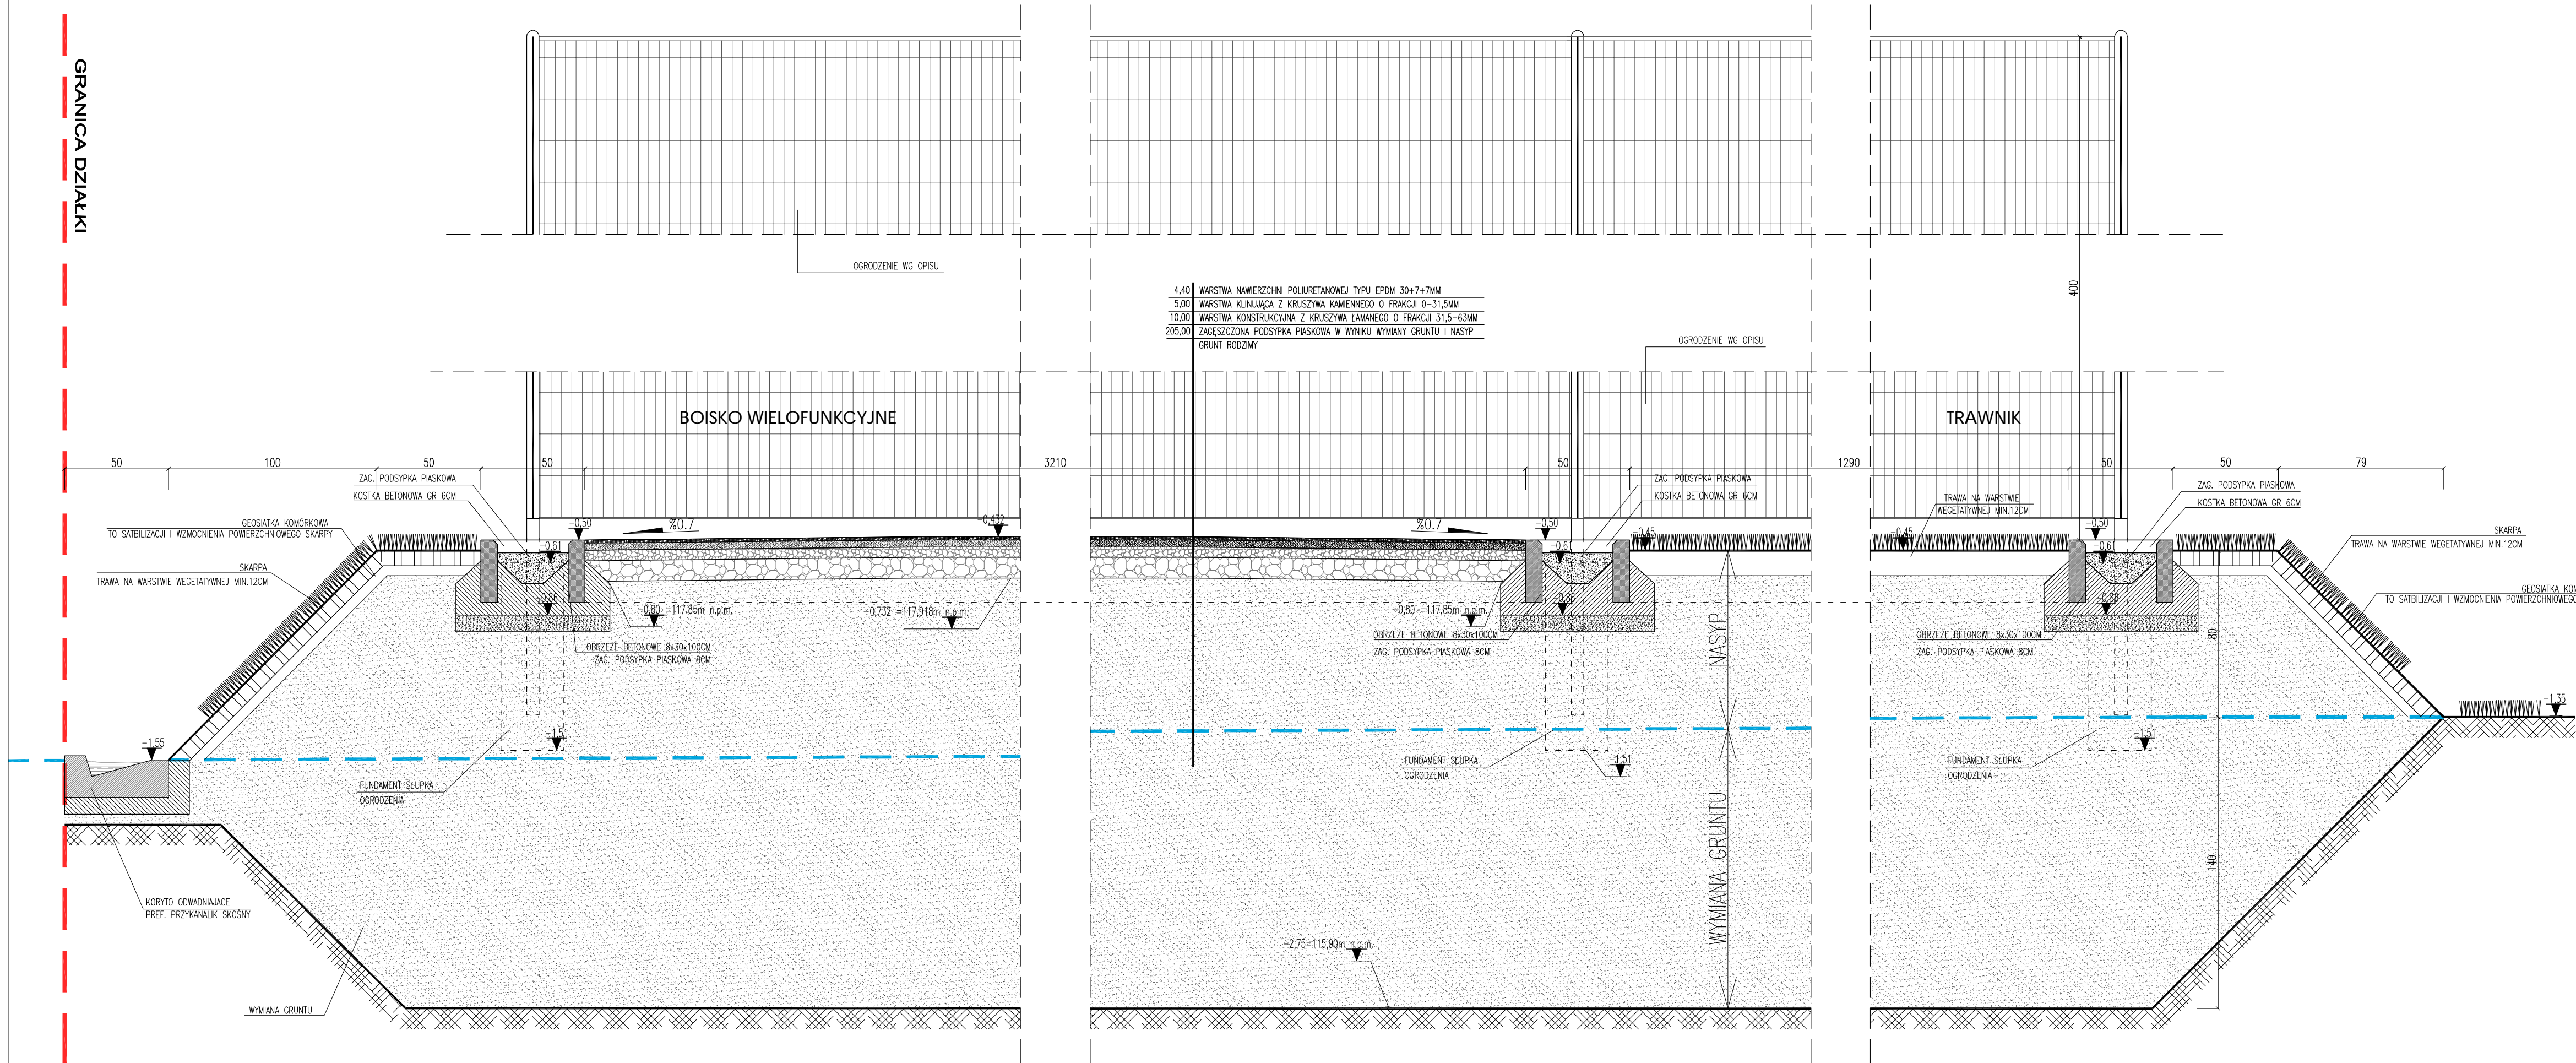 GRANICA DZIAŁKI
OGRODZENIE WG OPISU
4,40 WARSTWA NAWIERZCHNI POLIURETANOWEJ TYPU EPDM 30+7+7MM
5,00 WARSTWA KLINUJĄCA Z KRUSZYWA KAMIENNEGO O FRAKCJI 0-31,5MM
10,00 WARSTWA KONSTRUKCYJNA Z KRUSZYWA ŁAMANEGO O FRAKCJI 31,5-63MM
205,00 ZAGĘSZCZONA PODSYPKA PIASKOWA W WYNIKU WYMIANY GRUNTU I NASYP
GRUNT RODZIMY
OGRODZENIE WG OPISU
400
BOISKO WIELOFUNKCYJNE
TRAWNIK
50 100 50 50 3210 50 1290 50 50 79
ZAG. PODSYPKA PIASKOWA
KOSTKA BETONOWA GR 6CM
GEOSIATKA KOMÓRKOWA
TO SATBILIZACJI I WZMOCNIENIA POWIERZCHNIOWEGO SKARPY
SKARPA
TRAWA NA WARSTWIE WEGETATYWNEJ MIN.12CM
-0,50
%0.7
-0,432
-0,61
-0,86
-0,80 =117,85m n.p.m.
-0,732 =117,918m n.p.m.
OBRZEŻE BETONOWE 8x30x100CM
ZAG. PODSYPKA PIASKOWA 8CM
-1,55
-1,51
FUNDAMENT SŁUPKA
OGRODZENIA
KORYTO ODWADNIAJACE
PREF. PRZYKANALIK SKOŚNY
WYMIANA GRUNTU
%0.7
-0,50
ZAG. PODSYPKA PIASKOWA
KOSTKA BETONOWA GR 6CM
-0,61
-0,45
-0,86
-0,80 =117,85m n.p.m.
OBRZEŻE BETONOWE 8x30x100CM
ZAG. PODSYPKA PIASKOWA 8CM
NASYP
FUNDAMENT SŁUPKA
OGRODZENIA
-1,51
WYMIANA GRUNTU
-2,75=115,90m n.p.m.
TRAWA NA WARSTWIE
WEGETATYWNEJ MIN.12CM
-0,45
-0,50
ZAG. PODSYPKA PIASKOWA
KOSTKA BETONOWA GR 6CM
-0,61
-0,86
OBRZEŻE BETONOWE 8x30x100CM
ZAG. PODSYPKA PIASKOWA 8CM
FUNDAMENT SŁUPKA
OGRODZENIA
-1,51
80
140
SKARPA
TRAWA NA WARSTWIE WEGETATYWNEJ MIN.12CM
GEOSIATKA KOM
TO SATBILIZACJI I WZMOCNIENIA POWIERZCHNIOWEGO
-1,35